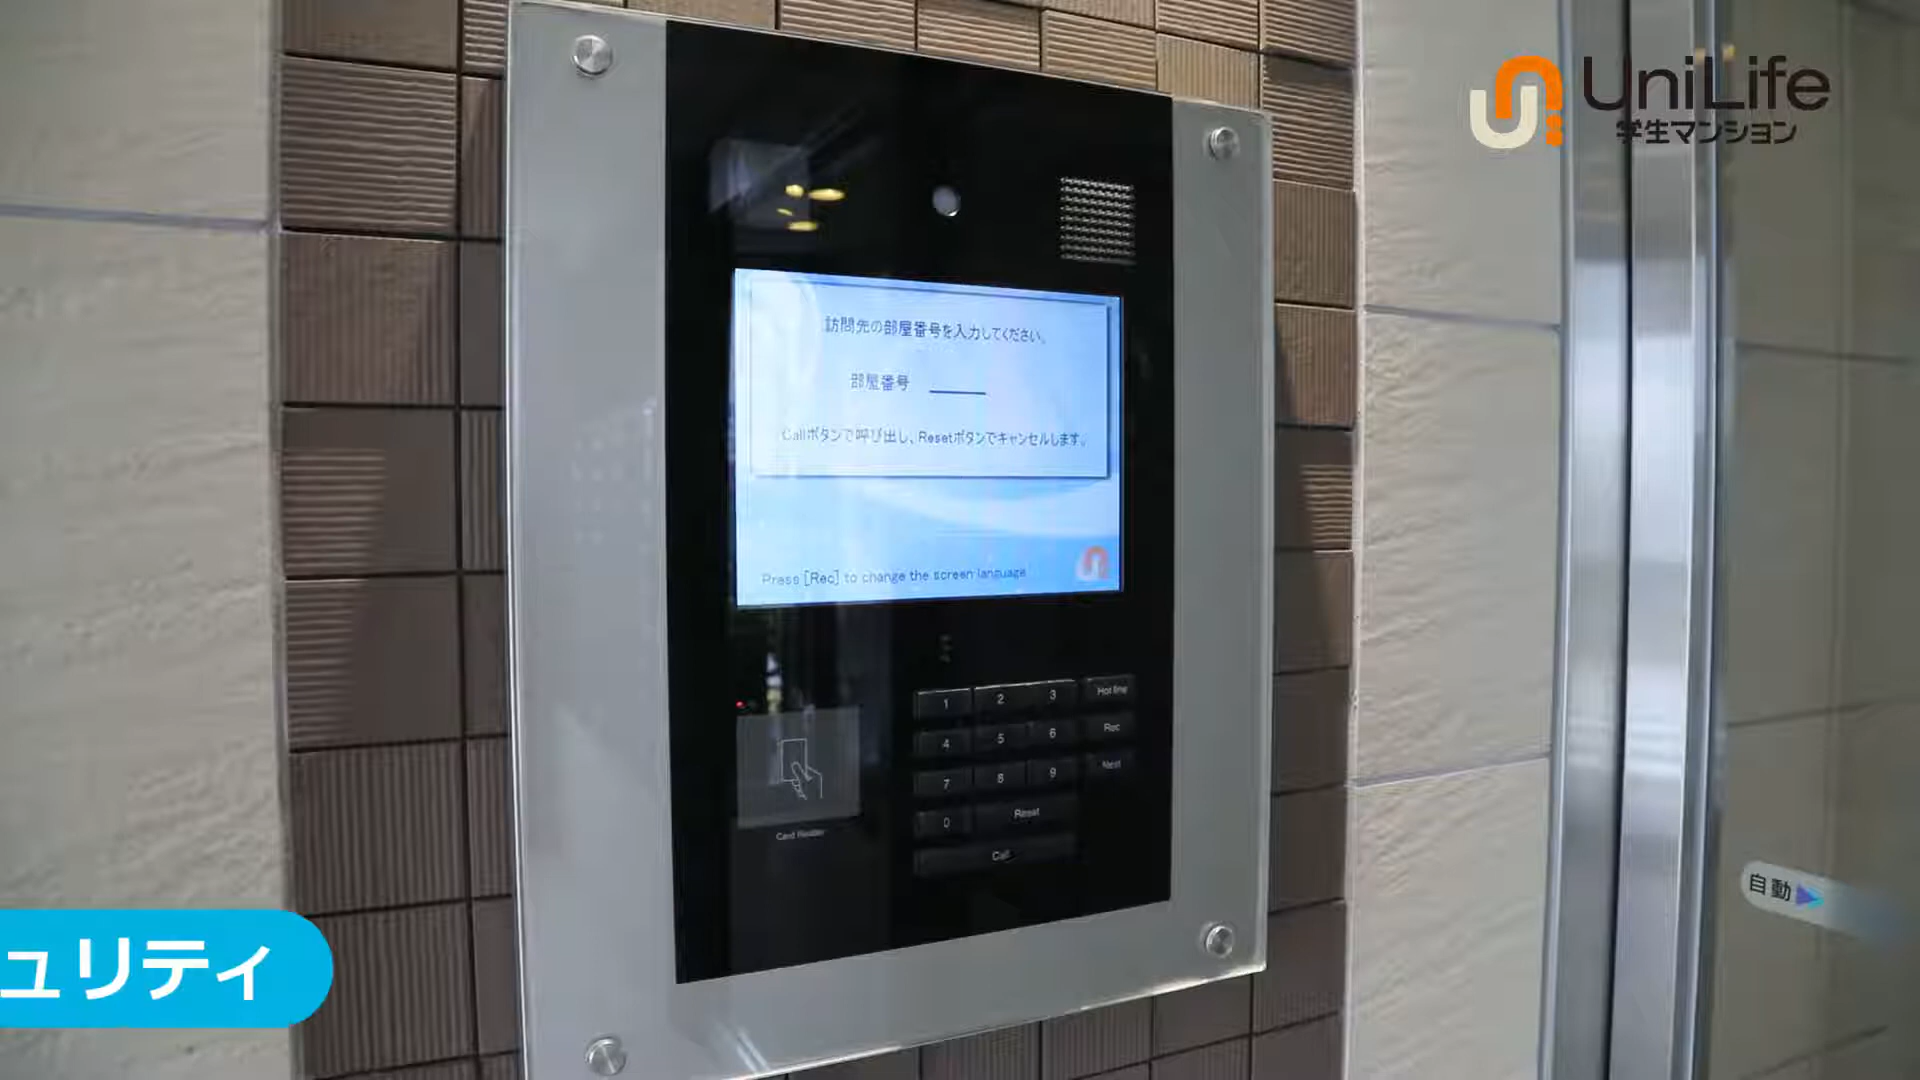 UniLife
学生マンション
訪問先の部屋番号を入力してください。
部屋番号
Callボタンで呼び出し、Resetボタンでキャンセルします。
Press [Rec] to change the screen language
1 2 3 Hot line
4 5 6 Rec
7 8 9 Next
0 Reset
Call
Card Reader
自動
ュリティ